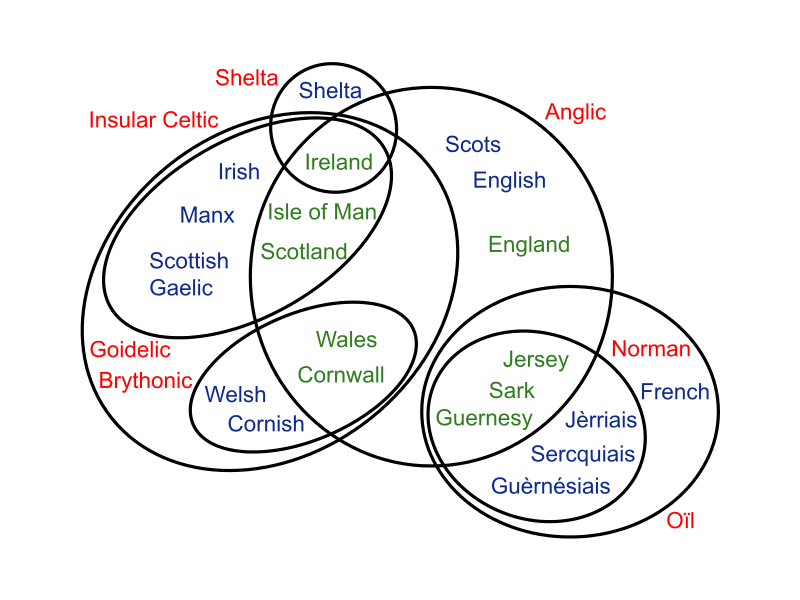 Shelta
Shelta
Insular Celtic
Anglic
Scots
Ireland
Irish
English
Manx
Isle of Man
England
Scotland
Scottish
Gaelic
Goidelic
Wales
Norman
Brythonic
Cornwall
Jersey
Welsh
Sark
French
Cornish
Guernesy
Jèrriais
Sercquiais
Guèrnésiais
Oïl